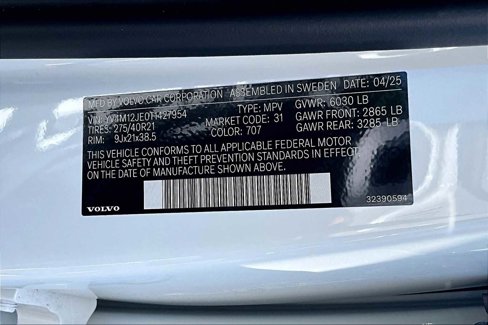 MFD BY VOLVO CAR CORPORATION ASSEMBLED IN SWEDEN DATE: 04/25
VIN: YV4M12JE0T1427954 TYPE: MPV GVWR: 6030 LB
TIRES: 275/40R21 MARKET CODE: 31 GAWR FRONT: 2865 LB
RIM: 9Jx21x38.5 COLOR: 707 GAWR REAR: 3285 LB
THIS VEHICLE CONFORMS TO ALL APPLICABLE FEDERAL MOTOR
VEHICLE SAFETY AND THEFT PREVENTION STANDARDS IN EFFECT
ON THE DATE OF MANUFACTURE SHOWN ABOVE.
VOLVO 32390594